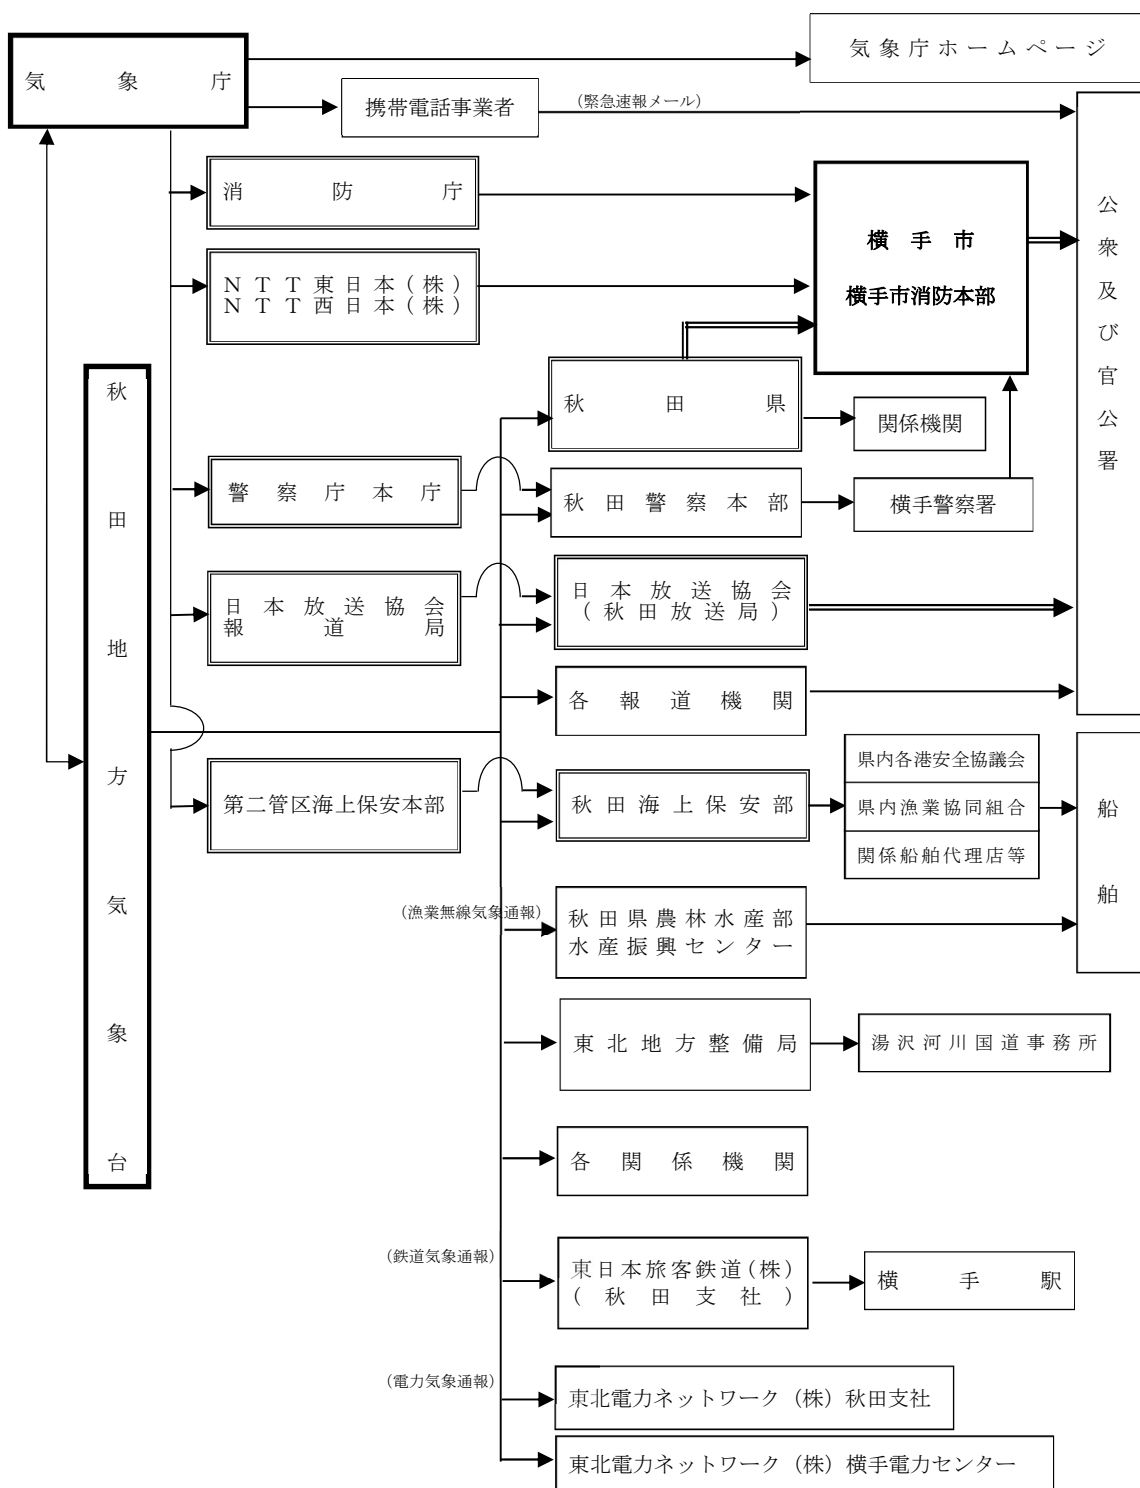 気象庁ホームページ
気象庁
携帯電話事業者
(緊急速報メール)
消防庁
横手市
横手市消防本部
公衆及び官公署
NTT東日本(株)
NTT西日本(株)
秋田地方気象台
秋田県
関係機関
警察庁本庁
秋田警察本部
横手警察署
日本放送協会
報道局
日本放送協会
(秋田放送局)
各報道機関
第二管区海上保安本部
秋田海上保安部
県内各港安全協議会
県内漁業協同組合
関係船舶代理店等
船舶
(漁業無線気象通報)
秋田県農林水産部
水産振興センター
東北地方整備局
湯沢河川国道事務所
各関係機関
(鉄道気象通報)
東日本旅客鉄道(株)
(秋田支社)
横手駅
(電力気象通報)
東北電力ネットワーク(株)秋田支社
東北電力ネットワーク(株)横手電力センター